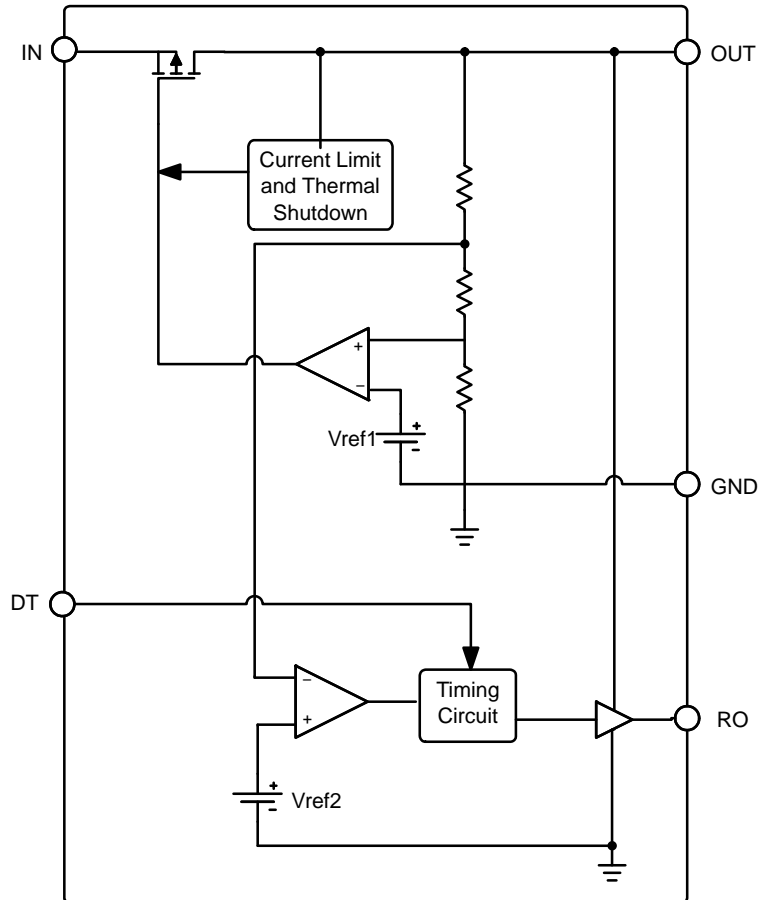 IN
OUT
Current Limit
and Thermal
Shutdown
+
−
Vref1
+
-
GND
DT
−
+
Timing
Circuit
RO
+
-
Vref2